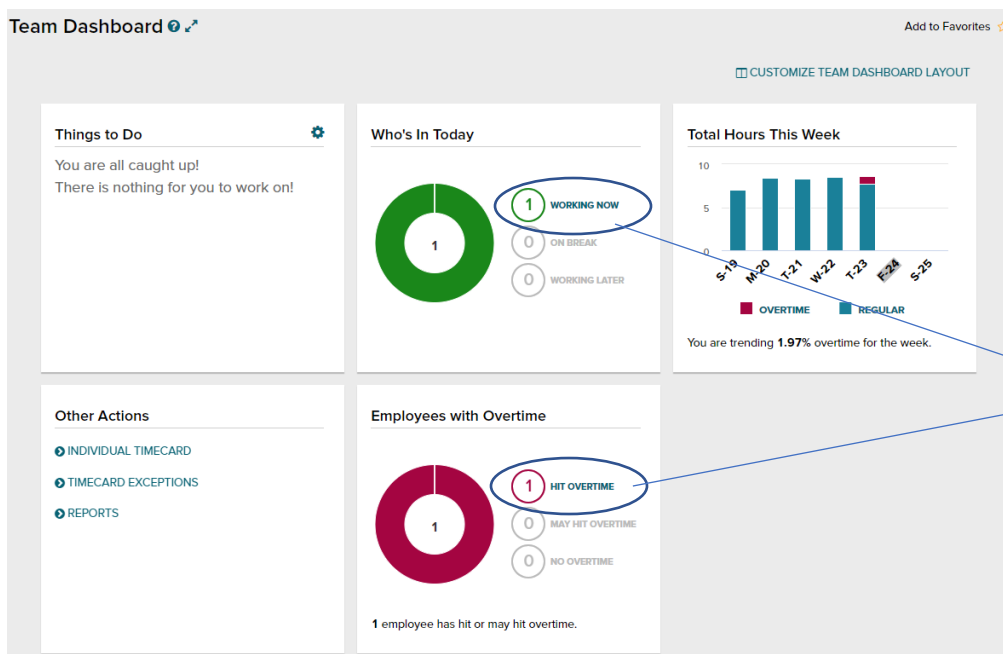 Team Dashboard
Add to Favorites
CUSTOMIZE TEAM DASHBOARD LAYOUT
Things to Do
You are all caught up!
There is nothing for you to work on!
Who's In Today
1
1 WORKING NOW
0 ON BREAK
0 WORKING LATER
Total Hours This Week
10
5
0
S-19 M-20 T-21 W-22 T-23 F-24 S-25
OVERTIME REGULAR
You are trending 1.97% overtime for the week.
Other Actions
INDIVIDUAL TIMECARD
TIMECARD EXCEPTIONS
REPORTS
Employees with Overtime
1
1 HIT OVERTIME
0 MAY HIT OVERTIME
0 NO OVERTIME
1 employee has hit or may hit overtime.